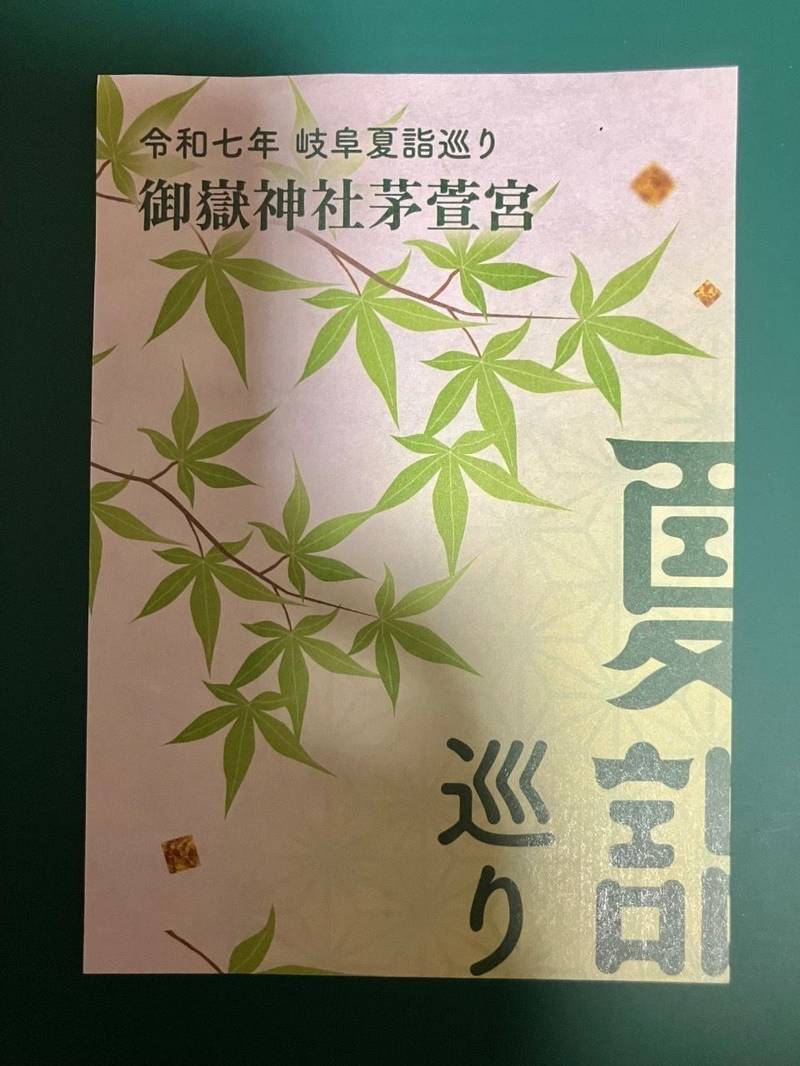 令和七年 岐阜夏詣巡り
御嶽神社茅萱宮
夏詣
巡り